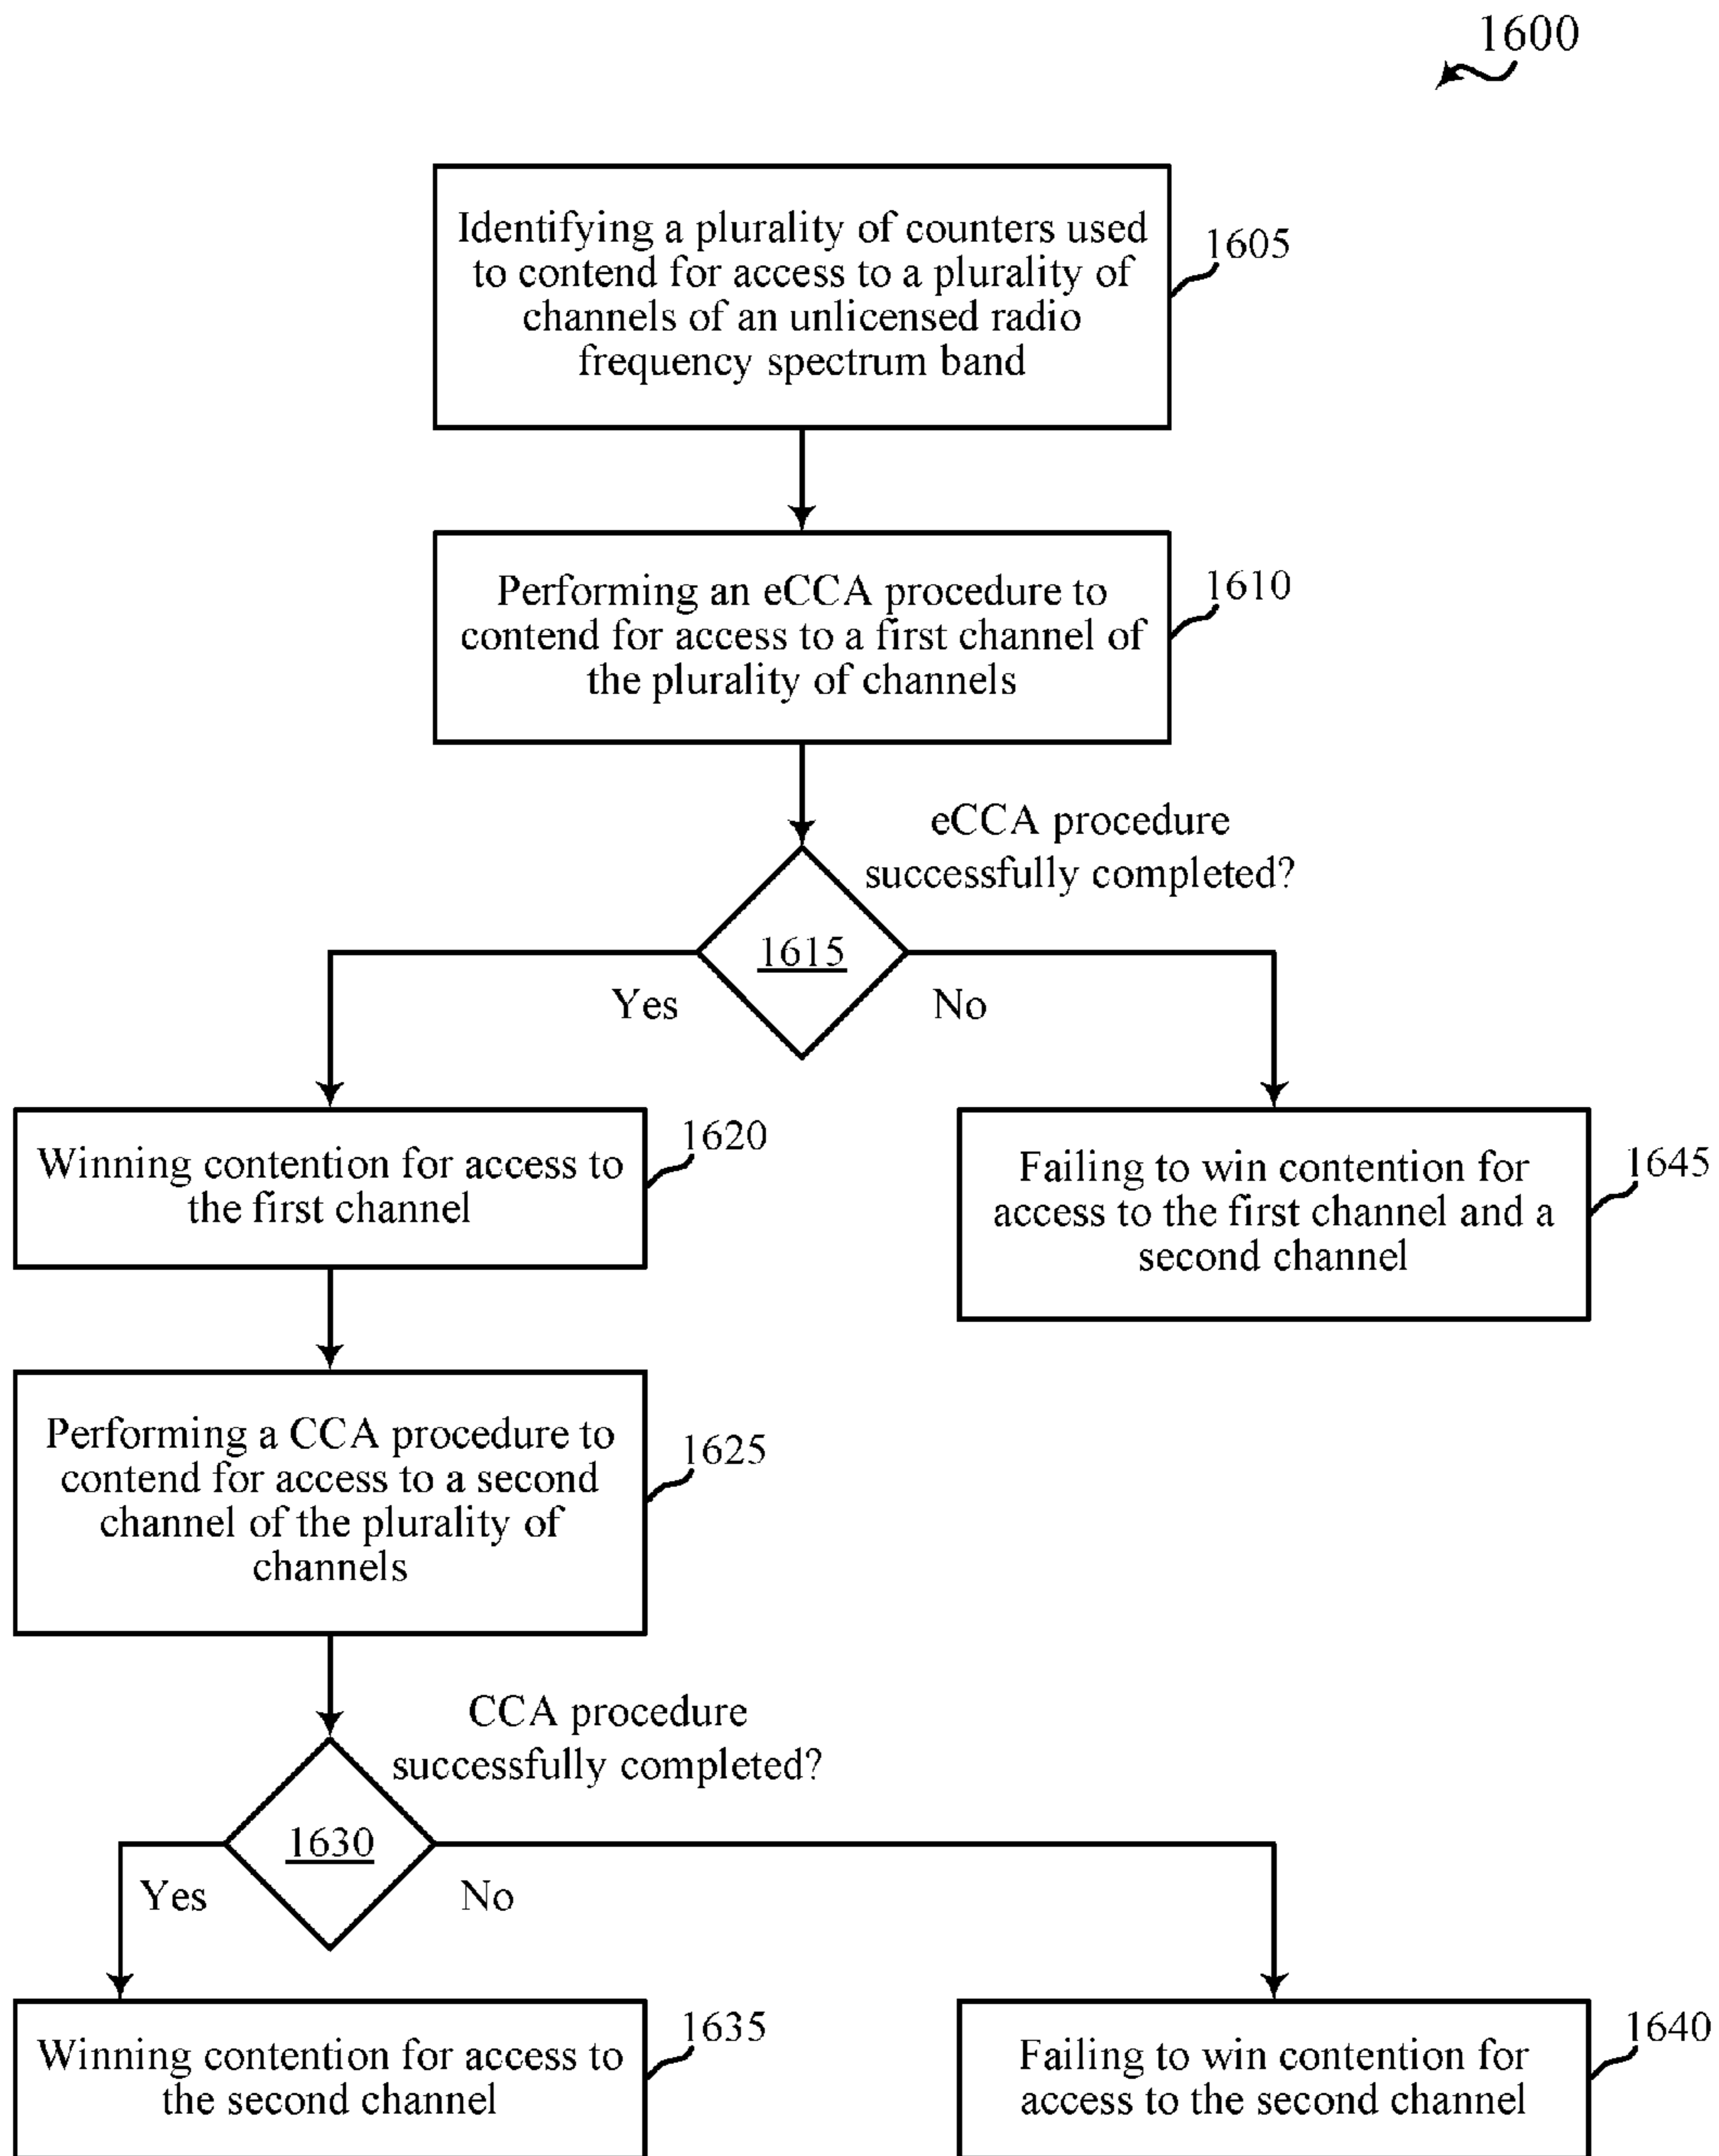 1600
Identifying a plurality of counters used
to contend for access to a plurality of
channels of an unlicensed radio
frequency spectrum band
1605
Performing an eCCA procedure to
contend for access to a first channel of
the plurality of channels
1610
eCCA procedure
successfully completed?
1615
Yes
No
Winning contention for access to
the first channel
1620
Failing to win contention for
access to the first channel and a
second channel
1645
Performing a CCA procedure to
contend for access to a second
channel of the plurality of
channels
1625
CCA procedure
successfully completed?
1630
Yes
No
Winning contention for access to
the second channel
1635
Failing to win contention for
access to the second channel
1640